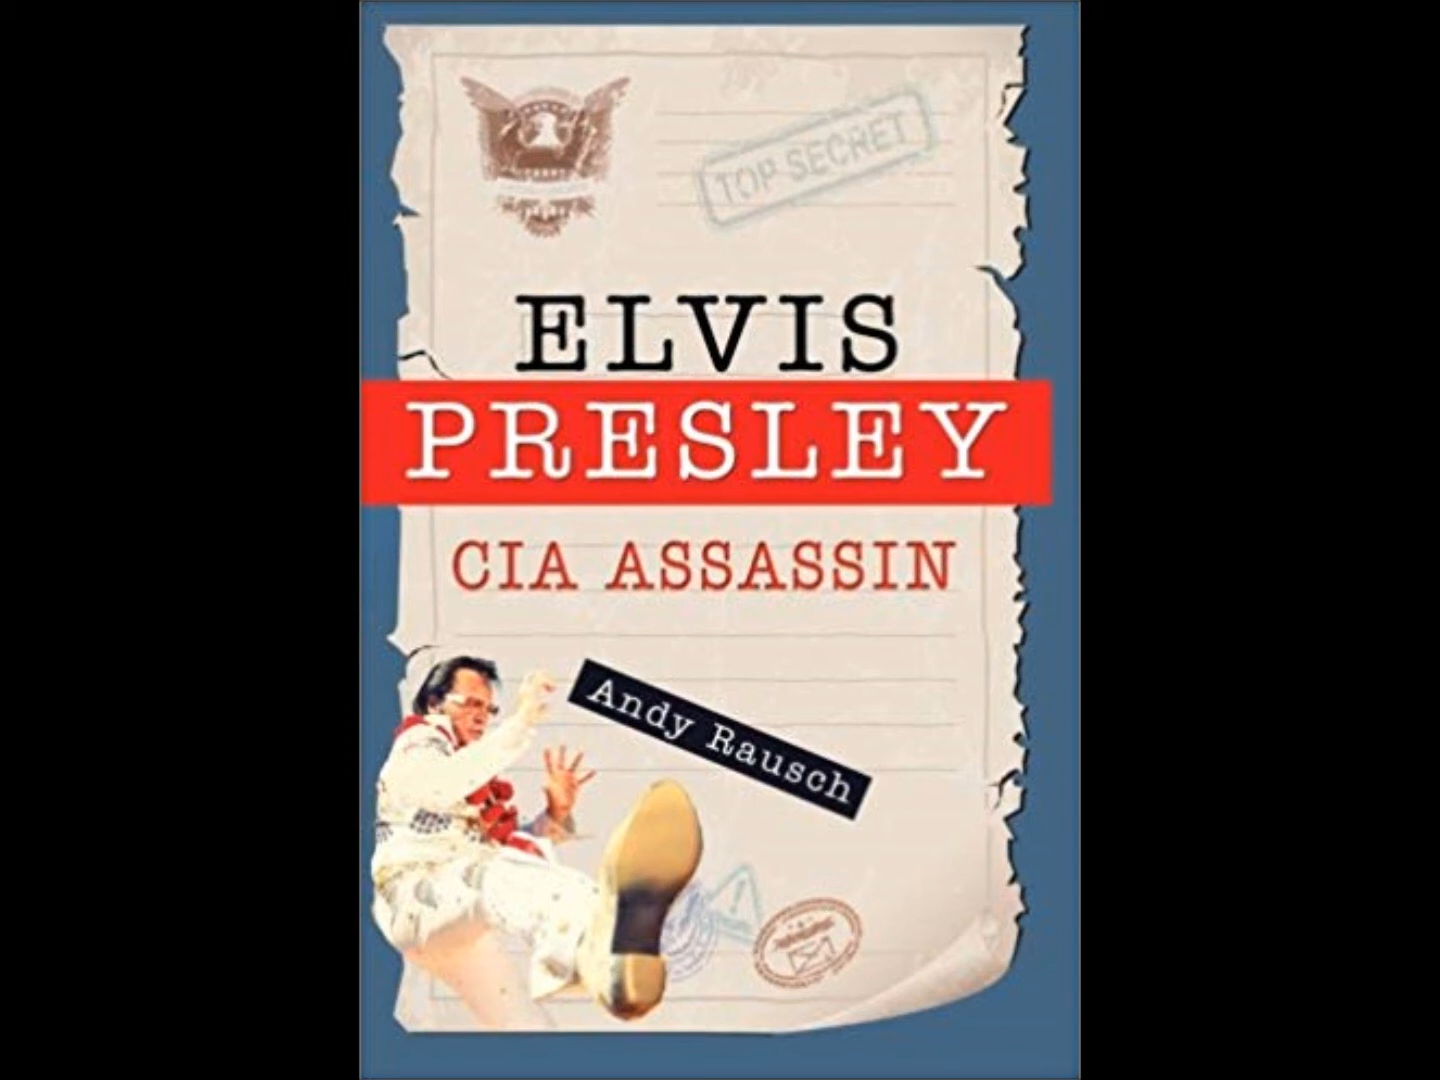 TOP SECRET
ELVIS
PRESLEY
CIA ASSASSIN
Andy Rausch